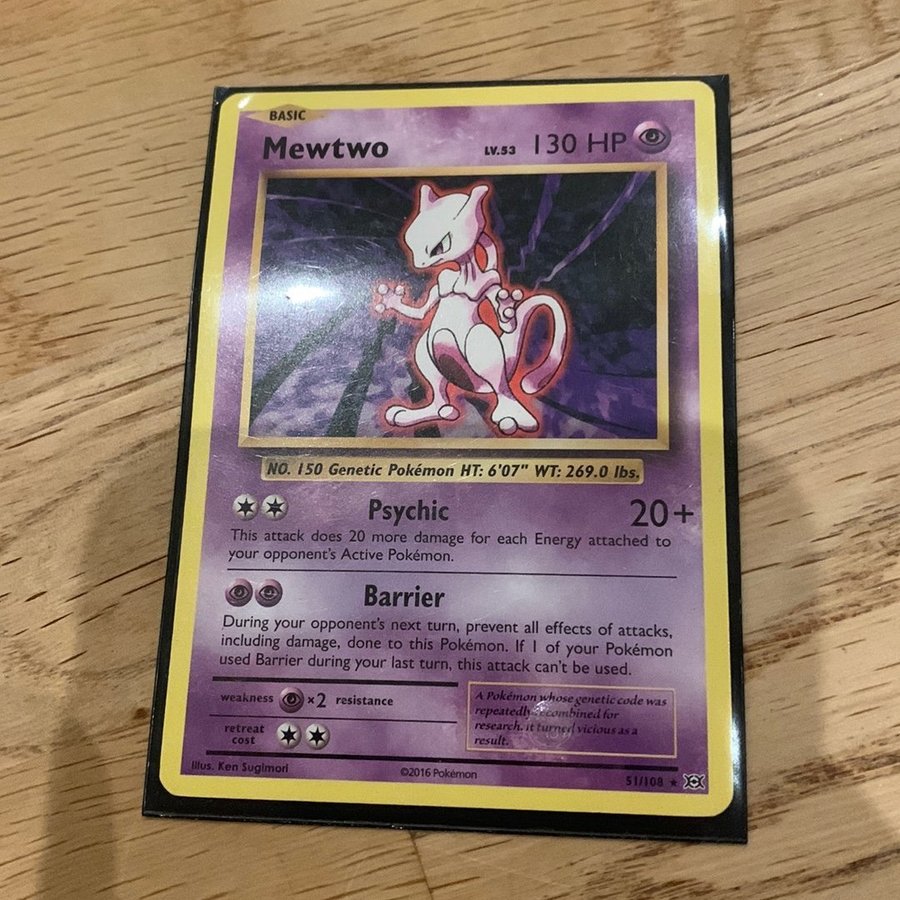 BASIC
Mewtwo LV.53 130 HP
NO. 150 Genetic Pokémon HT: 6'07" WT: 269.0 lbs.
Psychic 20+
This attack does 20 more damage for each Energy attached to
your opponent's Active Pokémon.
Barrier
During your opponent's next turn, prevent all effects of attacks,
including damage, done to this Pokémon. If 1 of your Pokémon
used Barrier during your last turn, this attack can't be used.
weakness ×2 resistance
retreat
cost
A Pokémon whose genetic code was
repeatedly recombined for
research. It turned vicious as a
result.
Illus. Ken Sugimori
©2016 Pokémon
51/108 ★